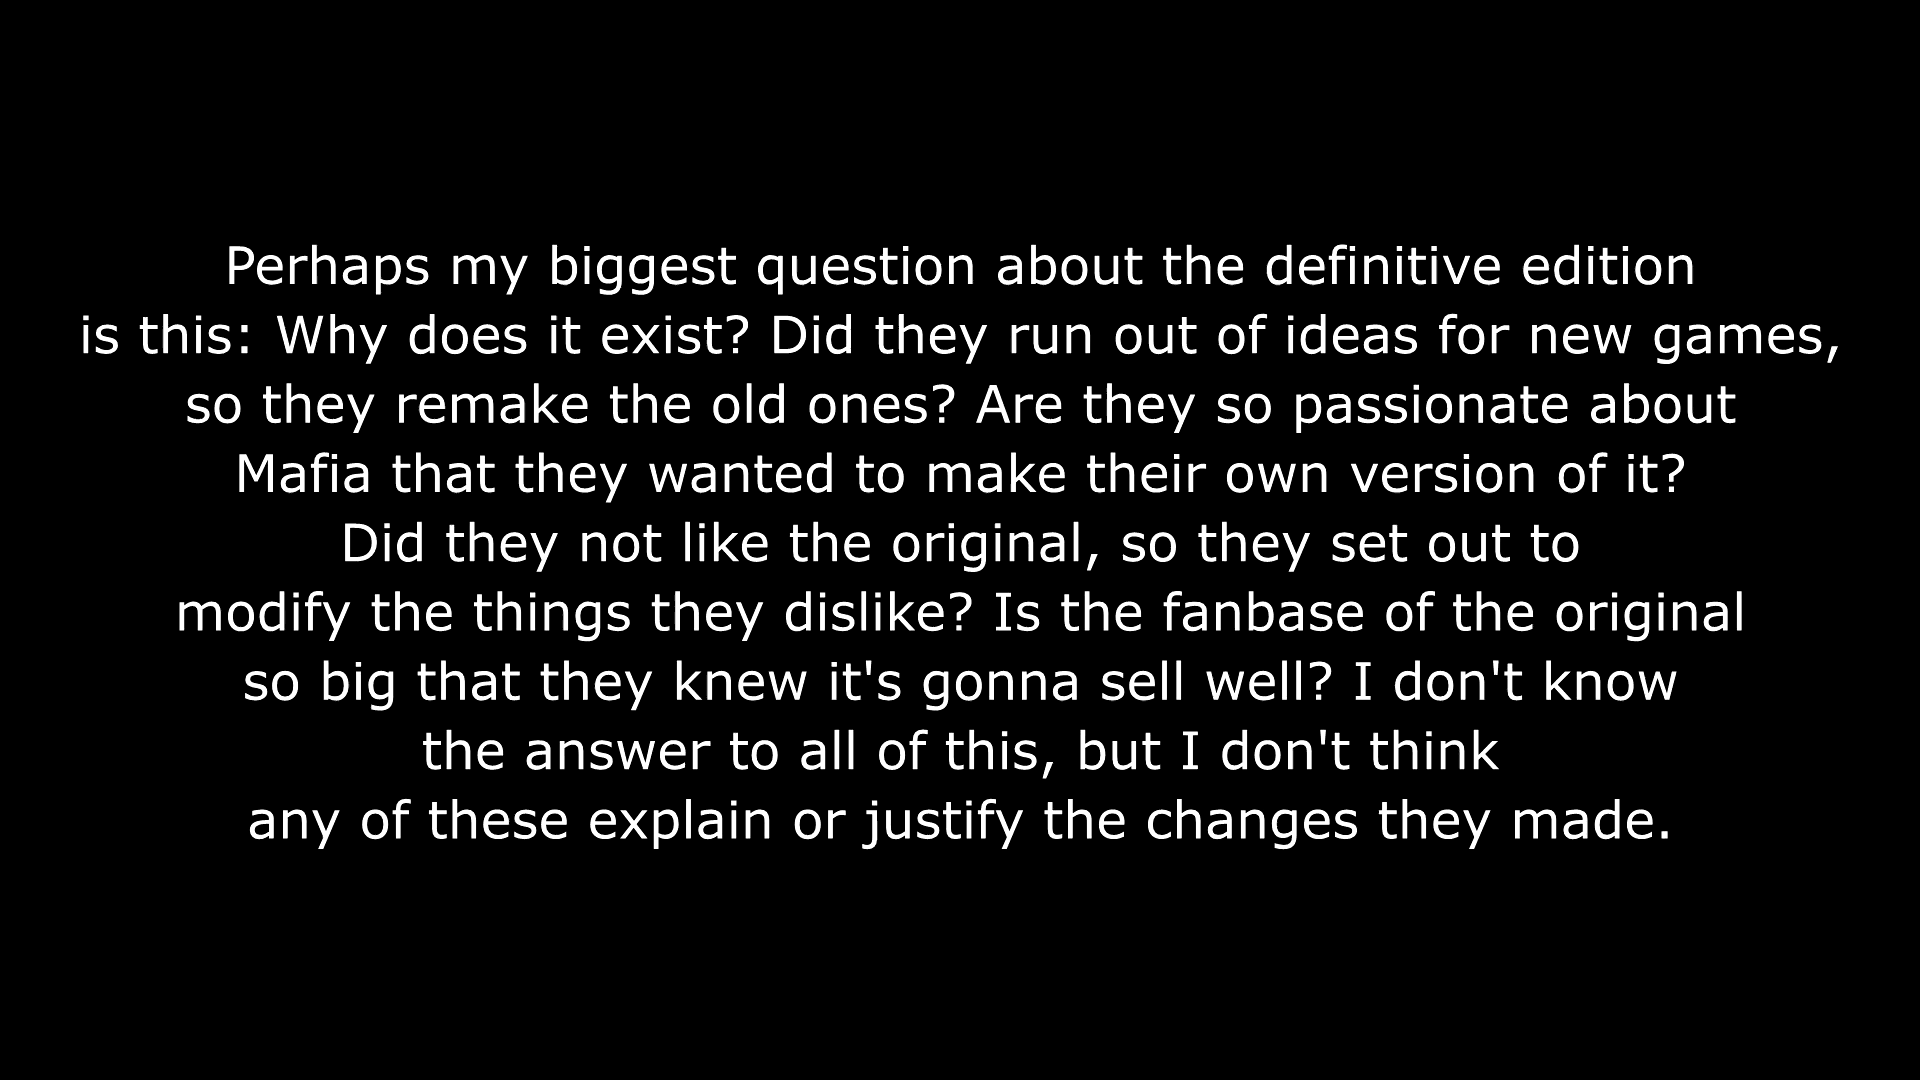 Perhaps my biggest question about the definitive edition
is this: Why does it exist? Did they run out of ideas for new games,
so they remake the old ones? Are they so passionate about
Mafia that they wanted to make their own version of it?
Did they not like the original, so they set out to
modify the things they dislike? Is the fanbase of the original
so big that they knew it's gonna sell well? I don't know
the answer to all of this, but I don't think
any of these explain or justify the changes they made.